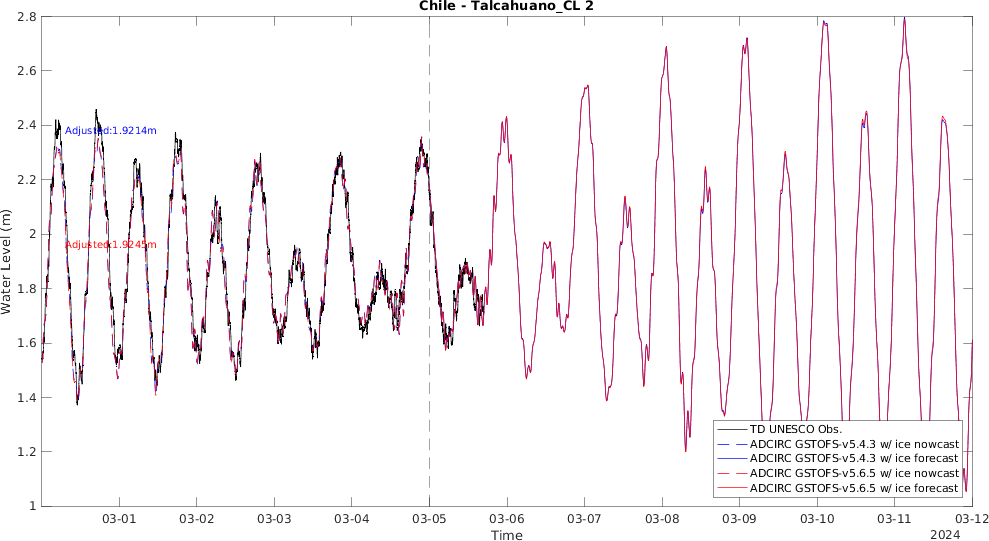 Chile - Talcahuano_CL 2
2.8
2.6
2.4
2.2
2
1.8
1.6
1.4
1.2
1
Water Level (m)
Adjusted:1.9214m
Adjusted:1.9245m
TD UNESCO Obs.
ADCIRC GSTOFS-v5.4.3 w/ ice nowcast
ADCIRC GSTOFS-v5.4.3 w/ ice forecast
ADCIRC GSTOFS-v5.6.5 w/ ice nowcast
ADCIRC GSTOFS-v5.6.5 w/ ice forecast
03-01 03-02 03-03 03-04 03-05 03-06 03-07 03-08 03-09 03-10 03-11 03-12
Time
2024